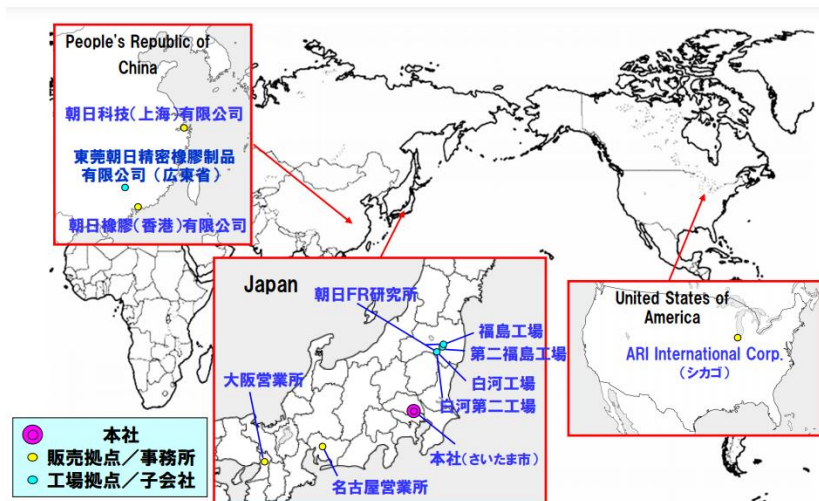 People's Republic of
China
朝日科技(上海)有限公司
東莞朝日精密橡膠制品
有限公司(広東省)
朝日橡膠(香港)有限公司
Japan
朝日FR研究所
福島工場
第二福島工場
白河工場
白河第二工場
大阪営業所
本社(さいたま市)
名古屋営業所
United States of
America
ARI International Corp.
(シカゴ)
本社
販売拠点/事務所
工場拠点/子会社